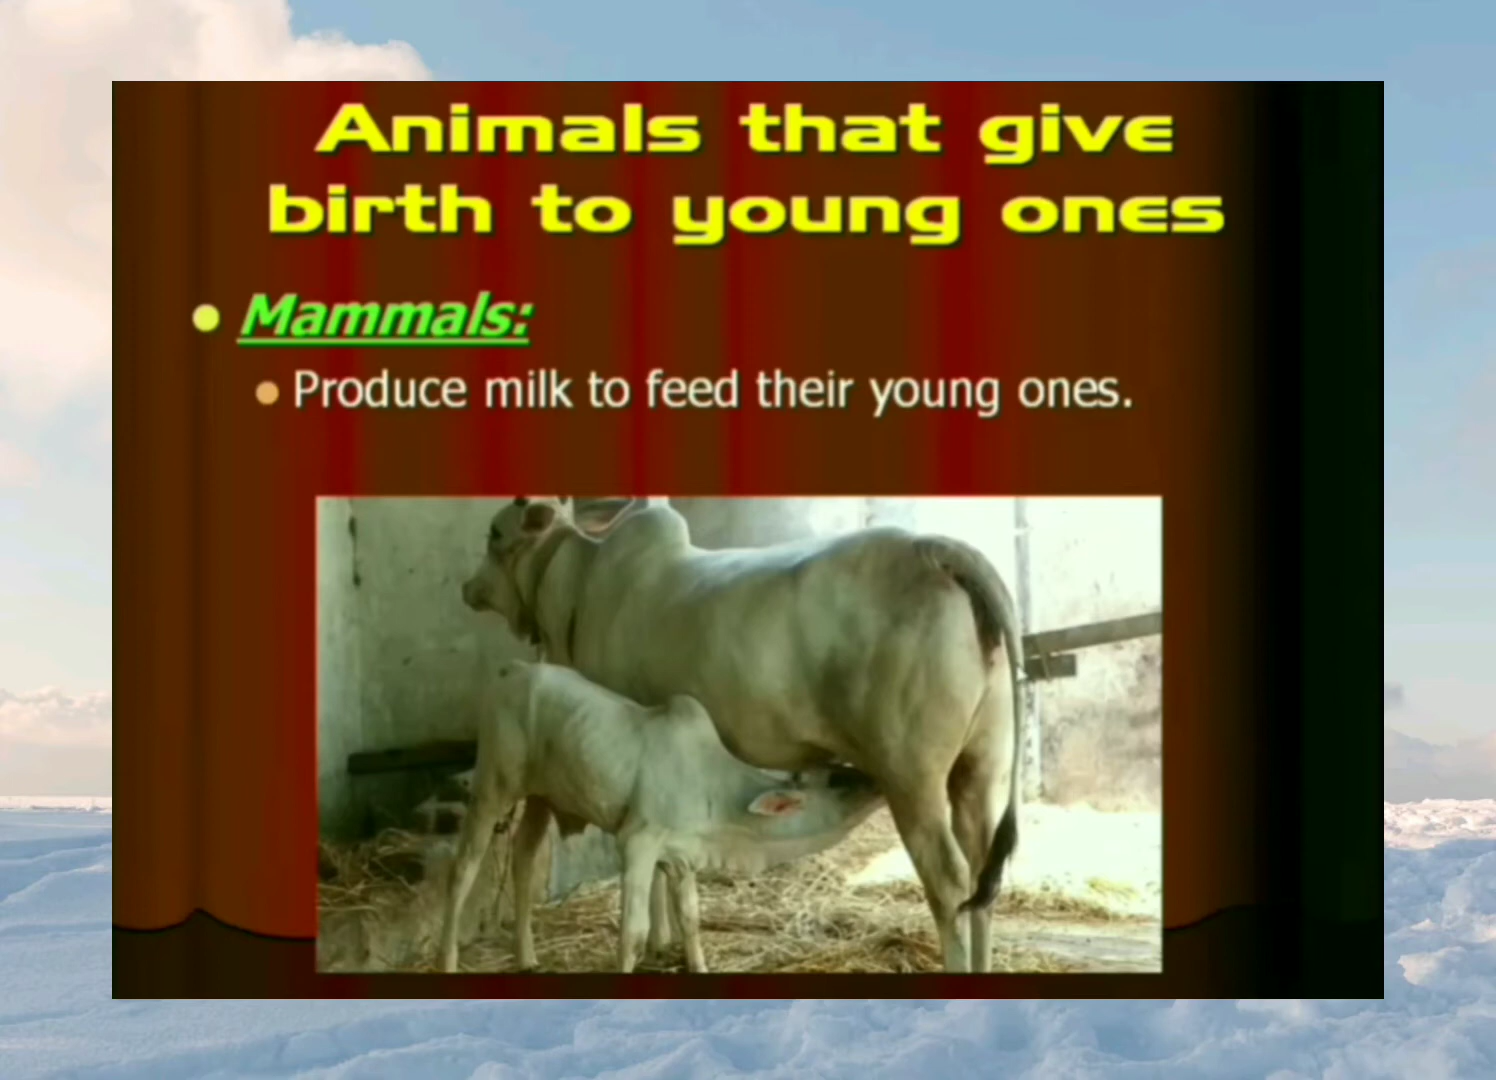 Animals that give
birth to young ones
Mammals:
Produce milk to feed their young ones.